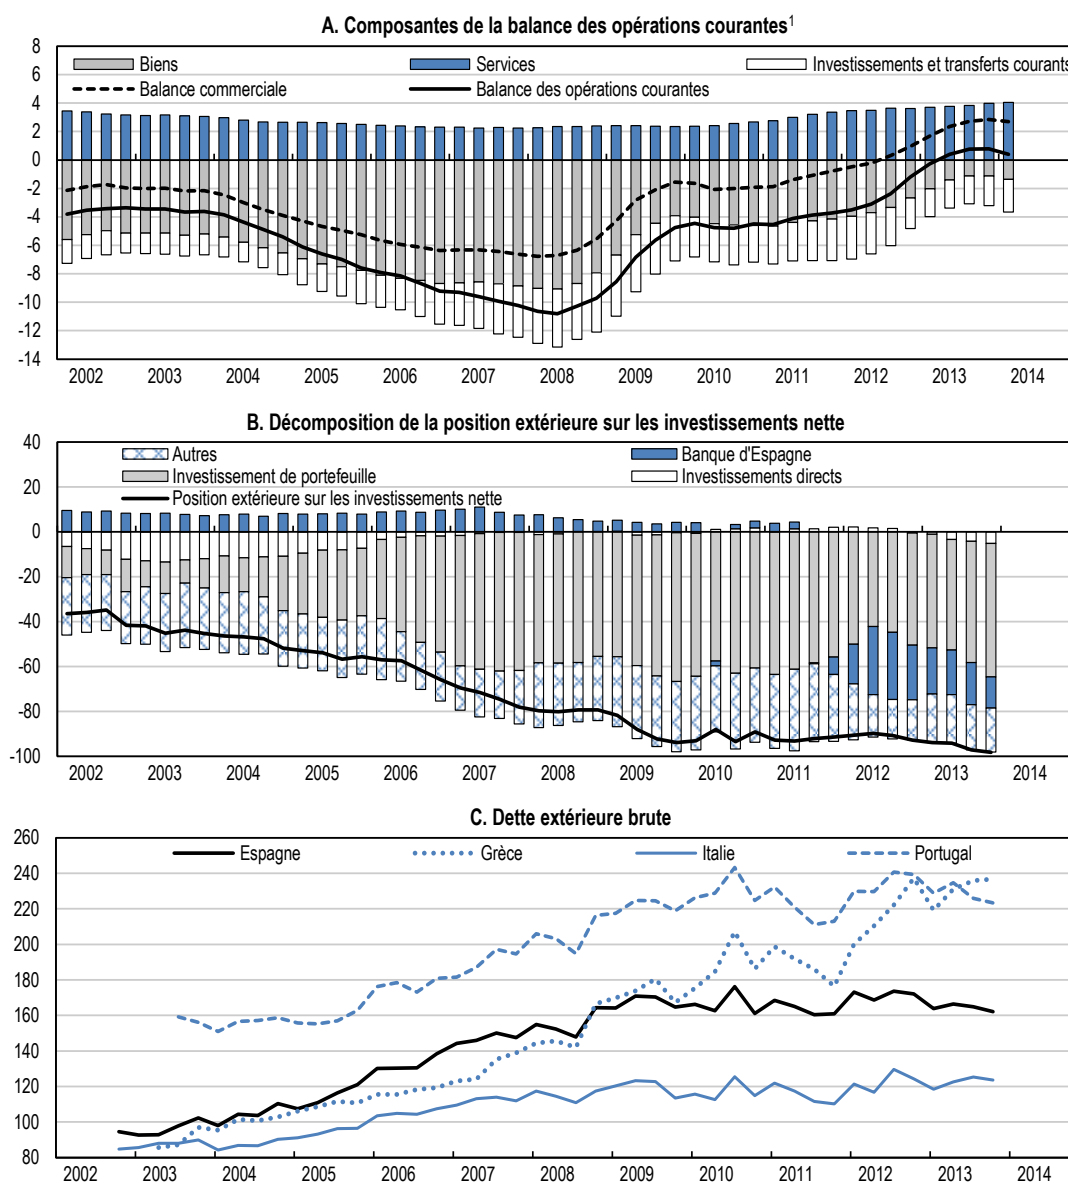 A. Composantes de la balance des opérations courantes¹
8
6
4
2
0
-2
-4
-6
-8
-10
-12
-14
Biens
Services
Investissements et transferts courants
Balance commerciale
Balance des opérations courantes
2002 2003 2004 2005 2006 2007 2008 2009 2010 2011 2012 2013 2014
B. Décomposition de la position extérieure sur les investissements nette
40
20
0
-20
-40
-60
-80
-100
Autres
Banque d'Espagne
Investissement de portefeuille
Investissements directs
Position extérieure sur les investissements nette
2002 2003 2004 2005 2006 2007 2008 2009 2010 2011 2012 2013 2014
C. Dette extérieure brute
260
240
220
200
180
160
140
120
100
80
Espagne
Grèce
Italie
Portugal
2002 2003 2004 2005 2006 2007 2008 2009 2010 2011 2012 2013 2014